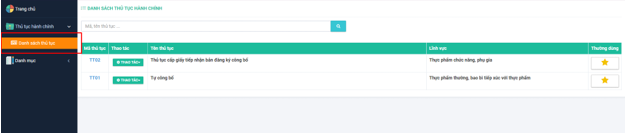 Trang chủ
DANH SÁCH THỦ TỤC HÀNH CHÍNH
Thủ tục hành chính
Mã, tên thủ tục ...
Danh sách thủ tục
Mã thủ tục Thao tác Tên thủ tục Lĩnh vực Thường dùng
Danh mục
TT02 THAO TÁC Thủ tục cấp giấy tiếp nhận bản đăng ký công bố Thực phẩm chức năng, phụ gia
TT01 THAO TÁC Tự công bố Thực phẩm thường, bao bì tiếp xúc với thực phẩm